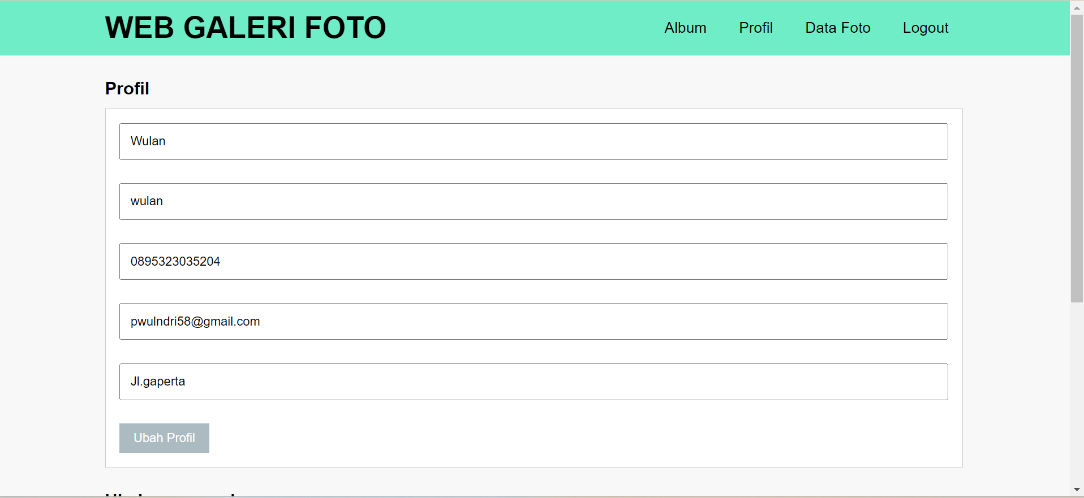 WEB GALERI FOTO
Album Profil Data Foto Logout
Profil
Wulan
wulan
0895323035204
pwulndri58@gmail.com
Jl.gaperta
Ubah Profil